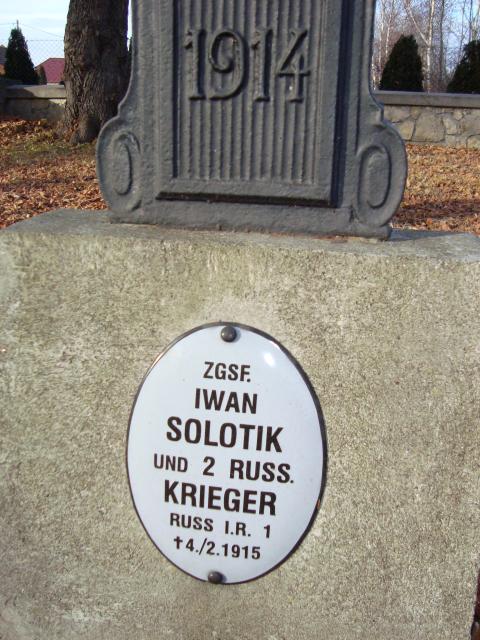 1914
ZGSF.
IWAN
SOLOTIK
UND 2 RUSS.
KRIEGER
RUSS I.R. 1
†4./2.1915